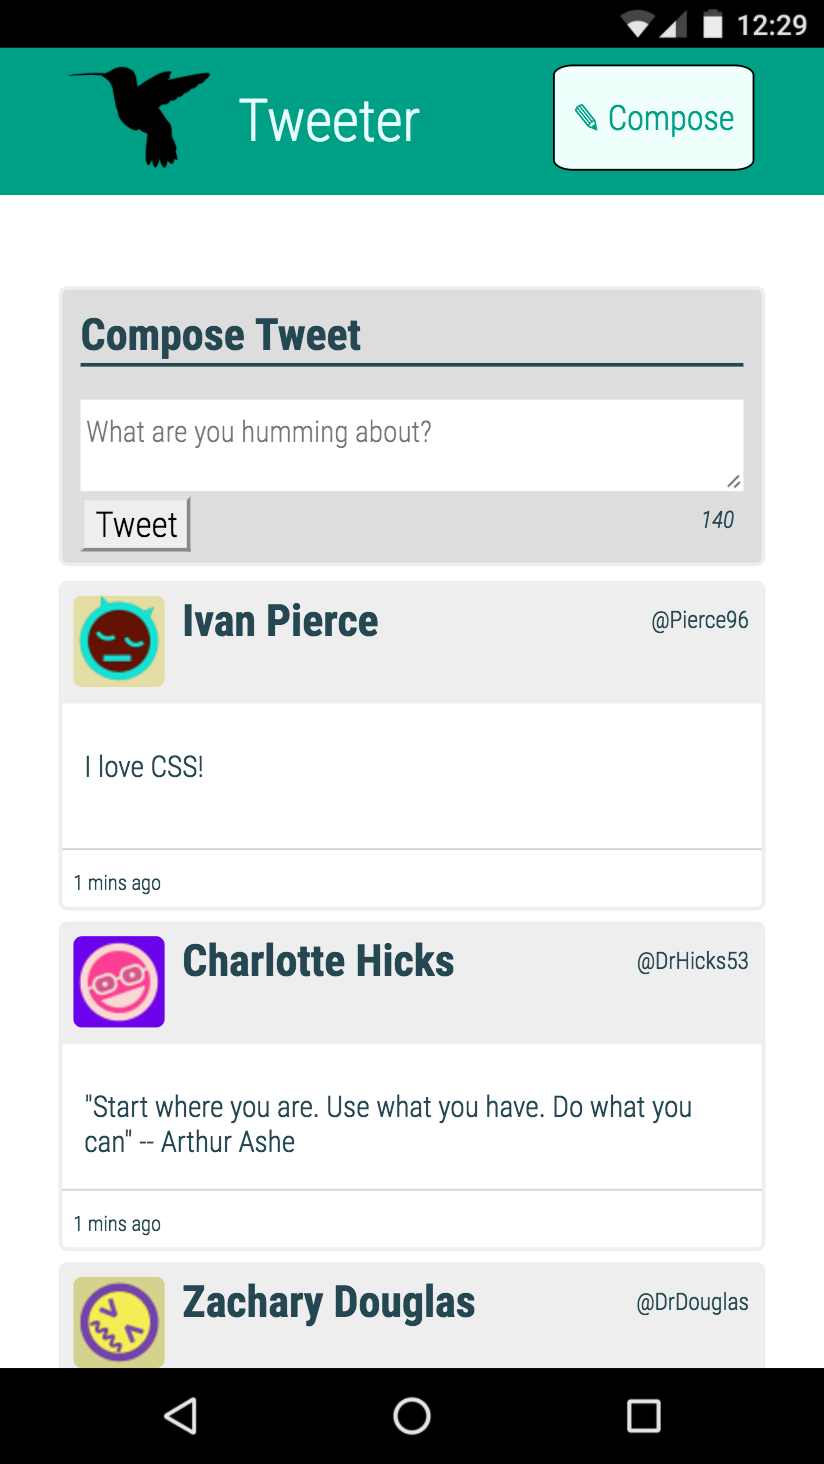 12:29
Tweeter
✎ Compose
Compose Tweet
What are you humming about?
Tweet
140
Ivan Pierce
@Pierce96
I love CSS!
1 mins ago
Charlotte Hicks
@DrHicks53
"Start where you are. Use what you have. Do what you
can" -- Arthur Ashe
1 mins ago
Zachary Douglas
@DrDouglas